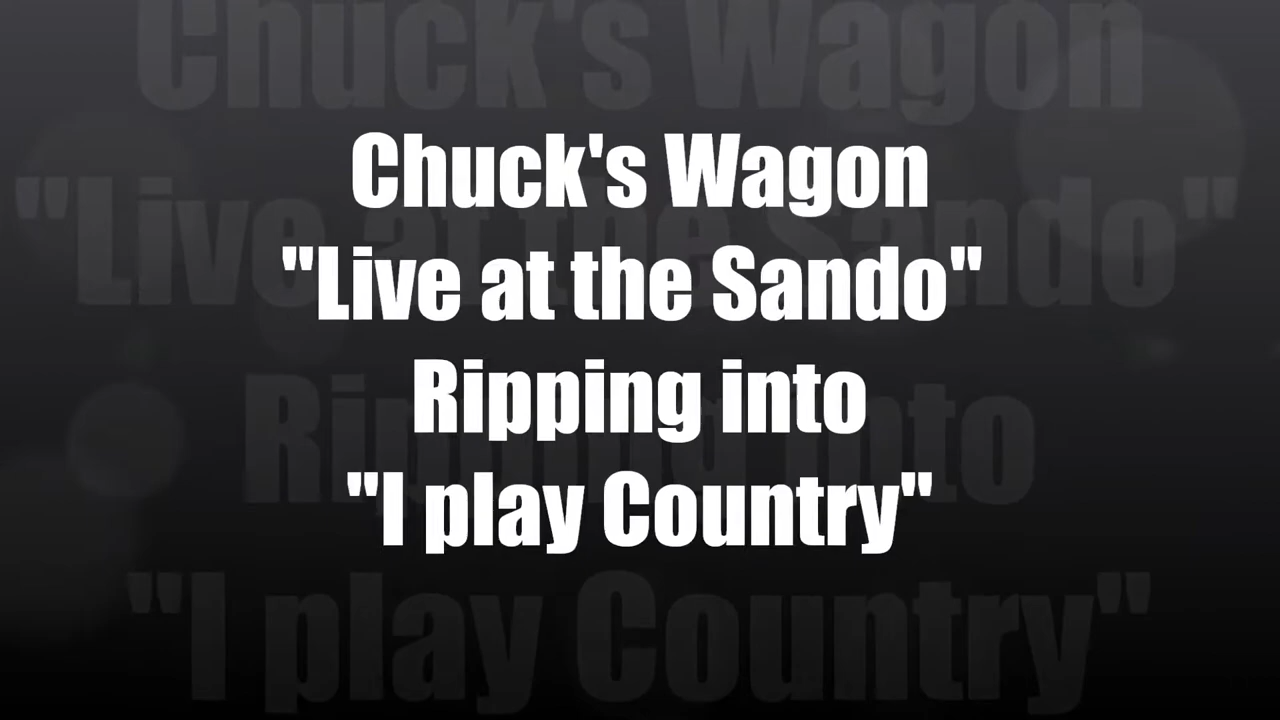 Chuck's Wagon
"Live at the Sando"
Ripping into
"I play Country"